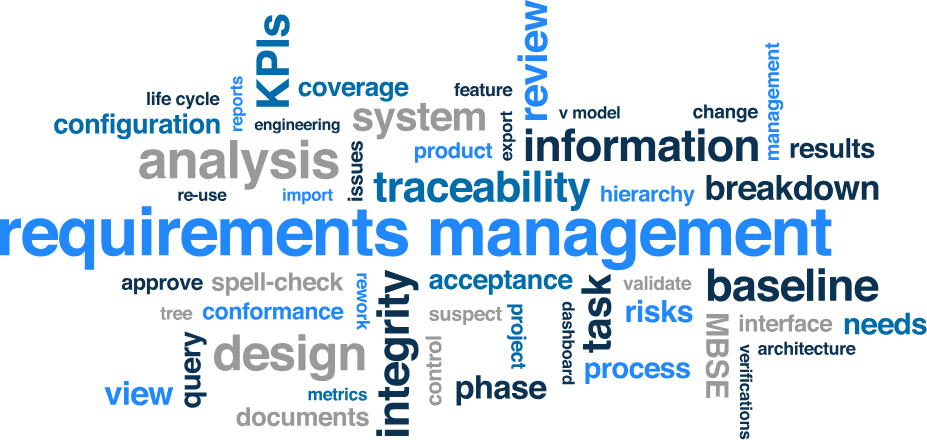 KPIs
review
management
life cycle
reports
coverage
feature
configuration
engineering
system
export
v model
change
analysis
issues
product
information
results
re-use
import
traceability
hierarchy
breakdown
requirements management
approve
spell-check
rework
integrity
acceptance
task
validate
baseline
tree
conformance
suspect
project
dashboard
risks
MBSE
interface
needs
query
design
control
process
verifications
architecture
view
metrics
phase
documents